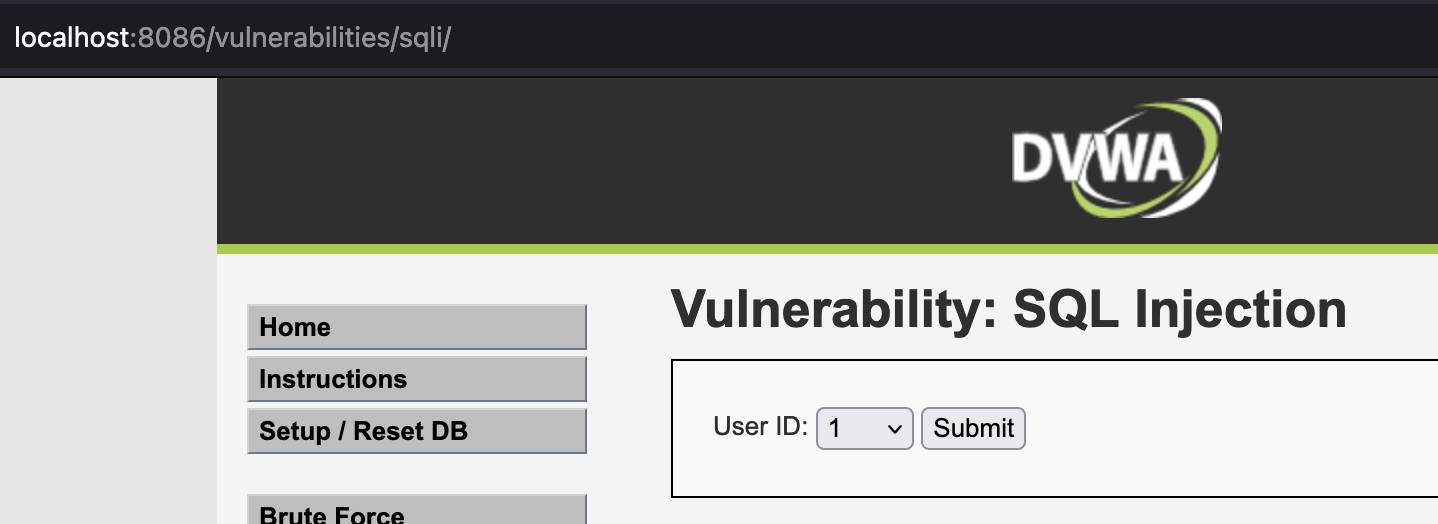 localhost:8086/vulnerabilities/sqli/
DVWA
Vulnerability: SQL Injection
Home
Instructions
Setup / Reset DB
Brute Force
User ID: 1 Submit